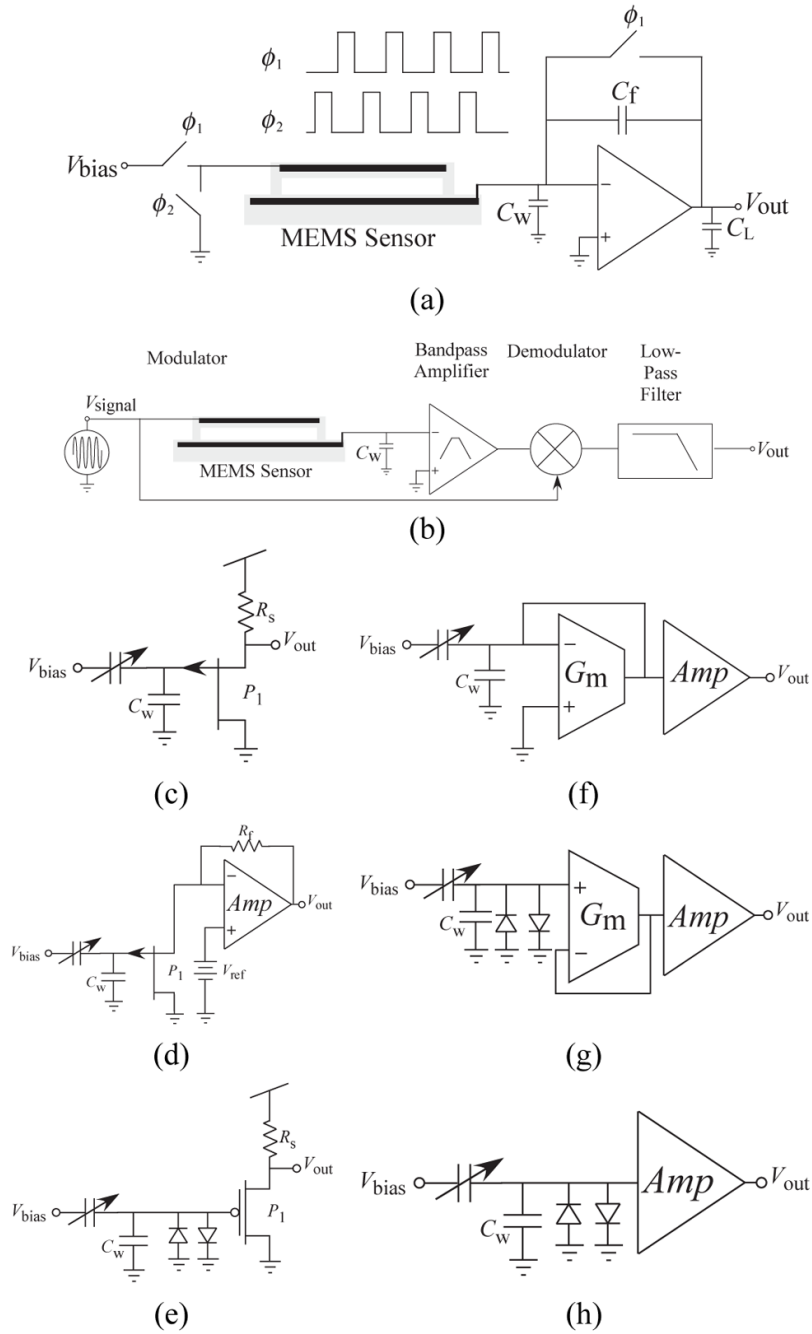 ϕ1
ϕ1
Cf
ϕ2
ϕ1
Vbias
ϕ2
Cw
−
+
Vout
CL
MEMS Sensor
(a)
Modulator
Bandpass Amplifier
Demodulator
Low-Pass Filter
Vsignal
Cw
−
+
Vout
MEMS Sensor
(b)
Rs
Vout
Vbias
Cw
P1
(c)
Vbias
Cw
−
Gm
+
Amp
Vout
(f)
Rf
−
Amp
+
Vout
Vbias
Cw
P1
Vref
(d)
Vbias
Cw
+
Gm
−
Amp
Vout
(g)
Rs
Vout
Vbias
Cw
P1
(e)
Vbias
Cw
Amp
Vout
(h)